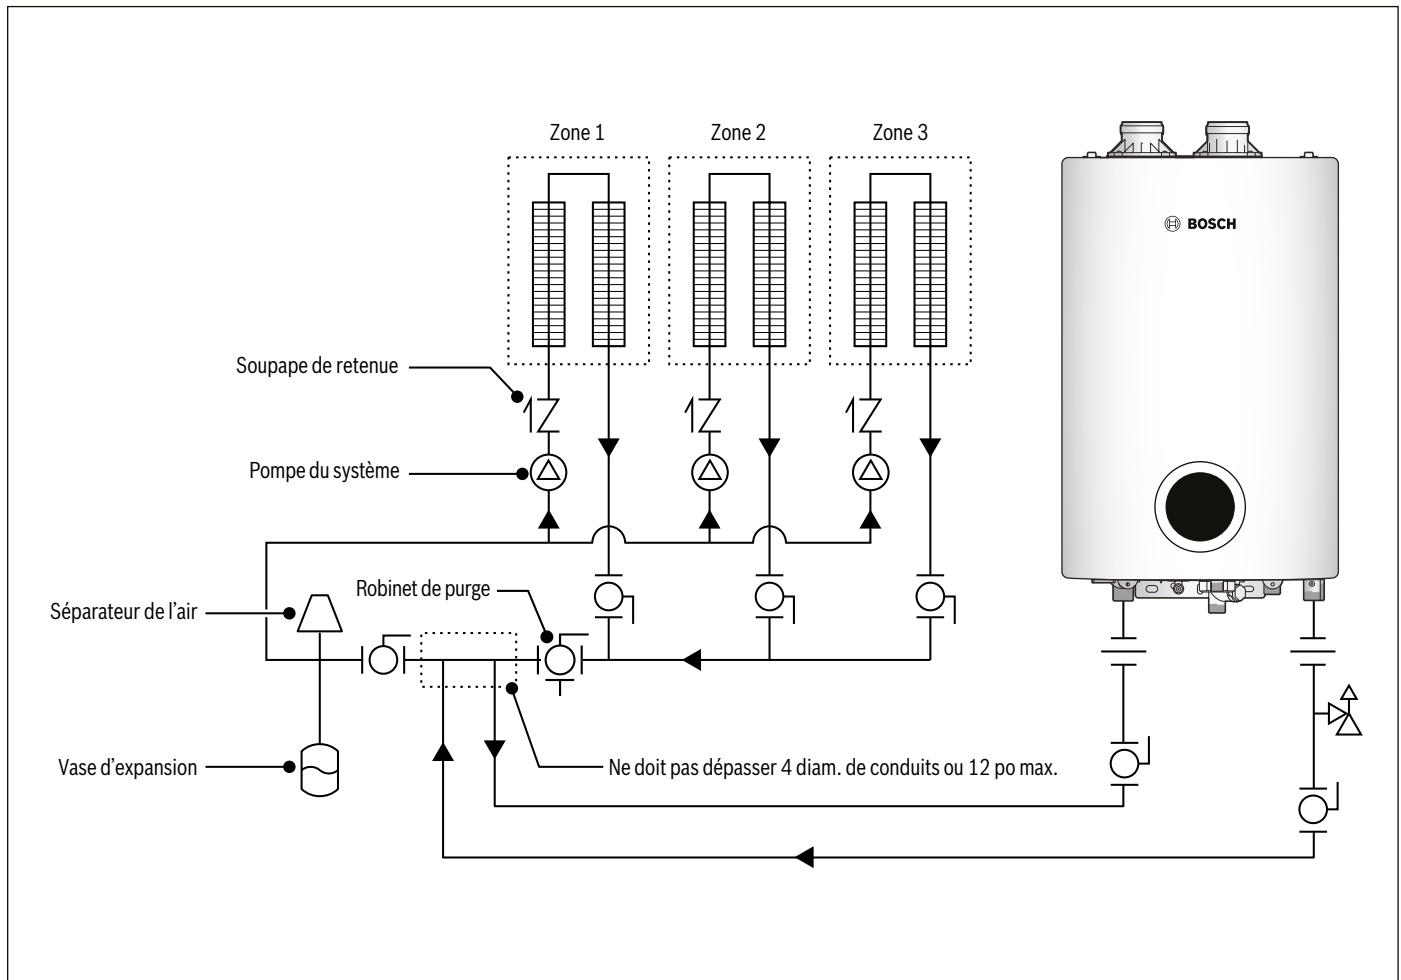 Zone 1
Zone 2
Zone 3
BOSCH
Soupape de retenue
Pompe du système
Robinet de purge
Séparateur de l'air
Vase d'expansion
Ne doit pas dépasser 4 diam. de conduits ou 12 po max.